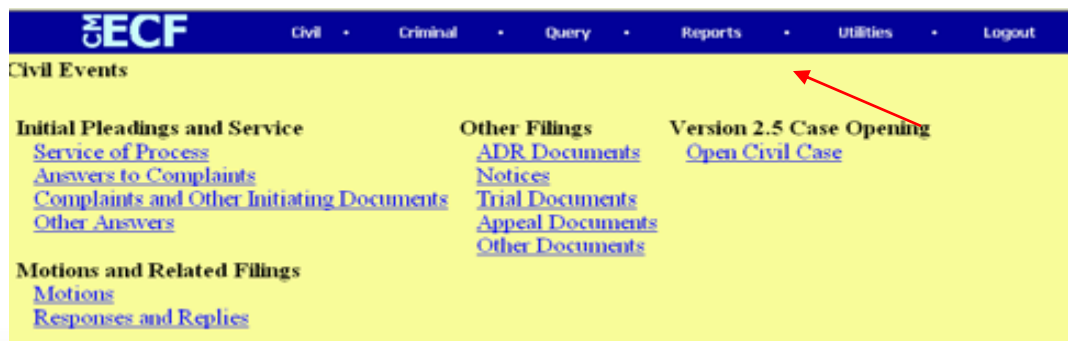 CM ECF Civil • Criminal • Query • Reports • Utilities • Logout
Civil Events
Initial Pleadings and Service
Service of Process
Answers to Complaints
Complaints and Other Initiating Documents
Other Answers
Motions and Related Filings
Motions
Responses and Replies
Other Filings
ADR Documents
Notices
Trial Documents
Appeal Documents
Other Documents
Version 2.5 Case Opening
Open Civil Case